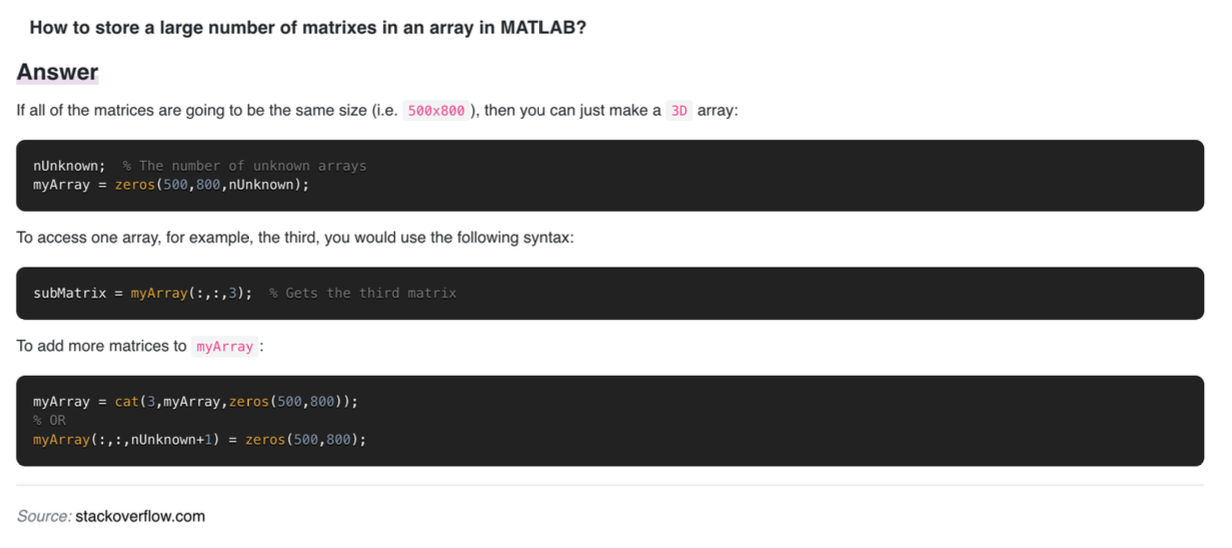 How to store a large number of matrixes in an array in MATLAB?
Answer
If all of the matrices are going to be the same size (i.e. 500x800 ), then you can just make a 3D array:
nUnknown;  % The number of unknown arrays
myArray = zeros(500,800,nUnknown);
To access one array, for example, the third, you would use the following syntax:
subMatrix = myArray(:,:,3);  % Gets the third matrix
To add more matrices to myArray :
myArray = cat(3,myArray,zeros(500,800));
% OR
myArray(:,:,nUnknown+1) = zeros(500,800);
Source: stackoverflow.com